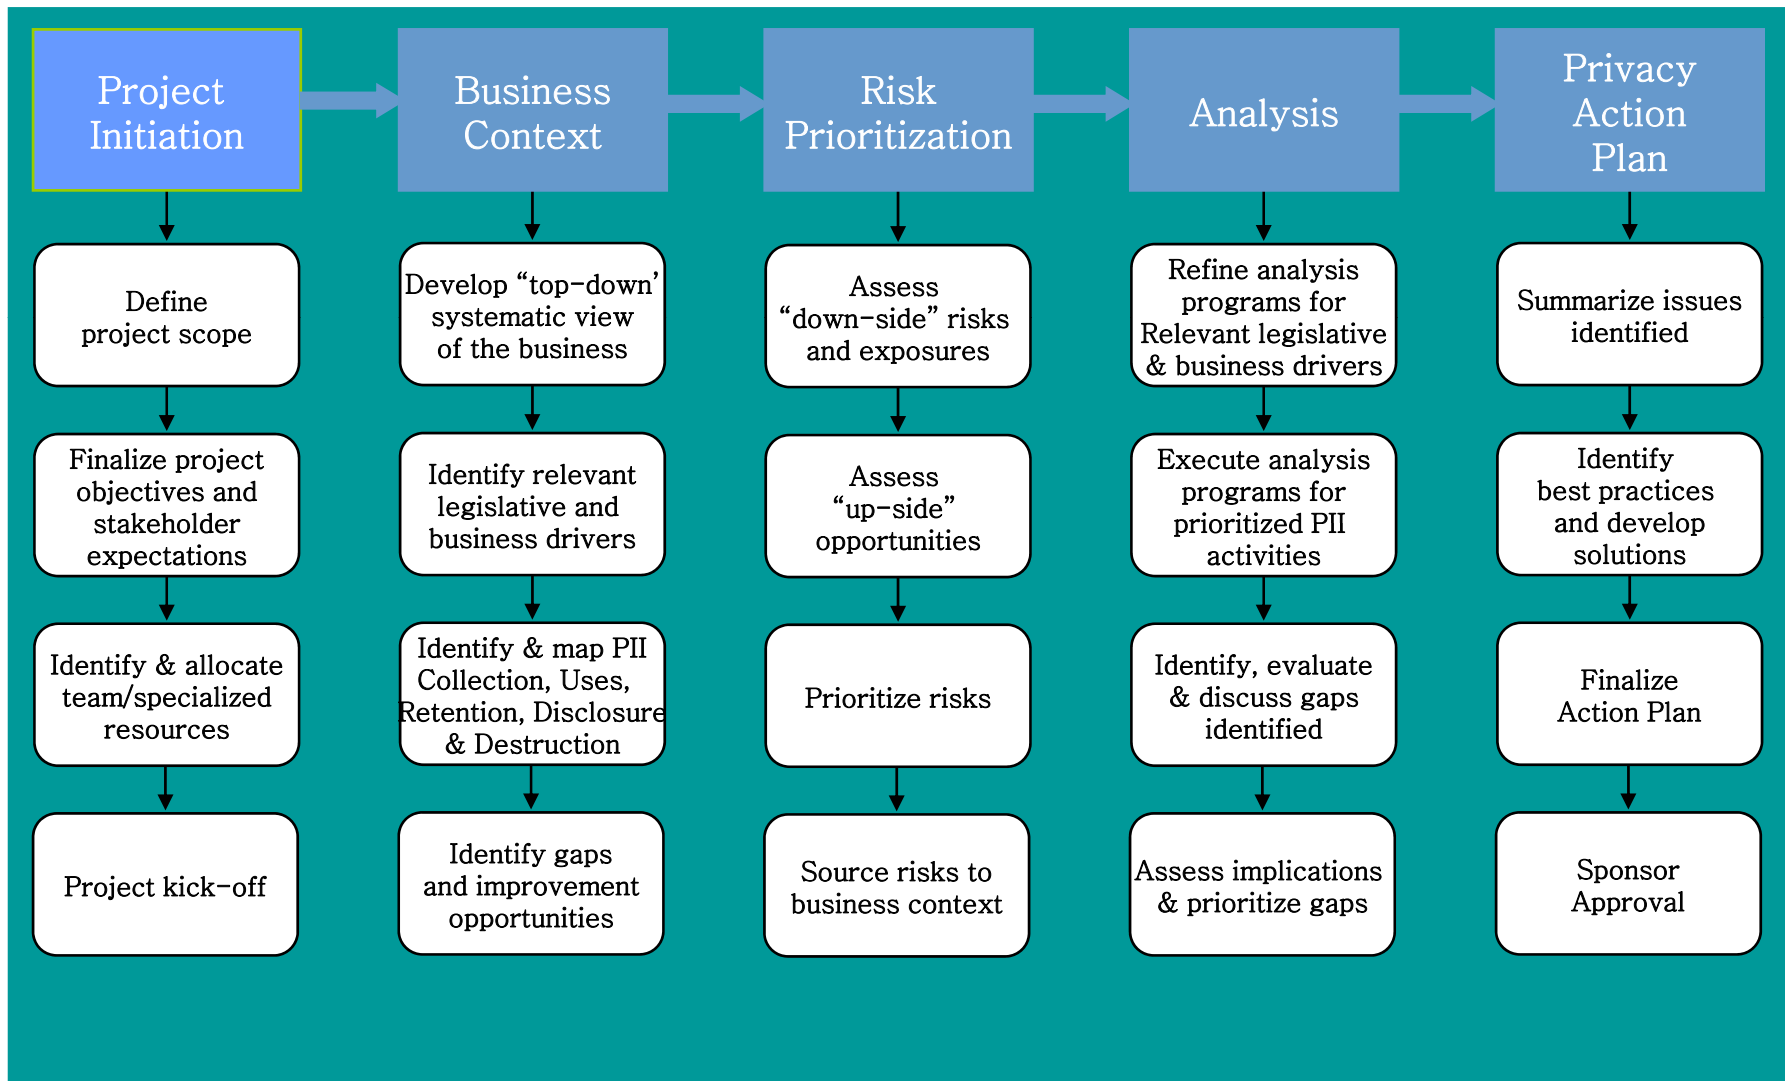 Project
Initiation
Business
Context
Risk
Prioritization
Analysis
Privacy
Action
Plan
Define
project scope
Finalize project
objectives and
stakeholder
expectations
Identify & allocate
team/specialized
resources
Project kick-off
Develop “top-down’
systematic view
of the business
Identify relevant
legislative and
business drivers
Identify & map PII
Collection, Uses,
Retention, Disclosure
& Destruction
Identify gaps
and improvement
opportunities
Assess
“down-side” risks
and exposures
Assess
“up-side”
opportunities
Prioritize risks
Source risks to
business context
Refine analysis
programs for
Relevant legislative
& business drivers
Execute analysis
programs for
prioritized PII
activities
Identify, evaluate
& discuss gaps
identified
Assess implications
& prioritize gaps
Summarize issues
identified
Identify
best practices
and develop
solutions
Finalize
Action Plan
Sponsor
Approval